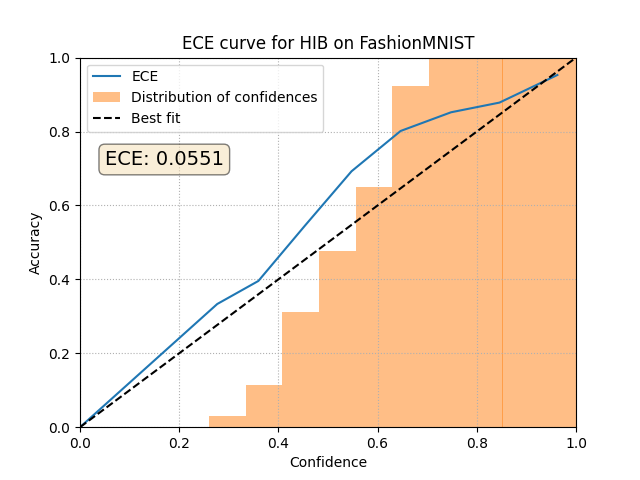 ECE curve for HIB on FashionMNIST
ECE
Distribution of confidences
Best fit
ECE: 0.0551
Accuracy
1.0
0.8
0.6
0.4
0.2
0.0
0.0 0.2 0.4 0.6 0.8 1.0
Confidence